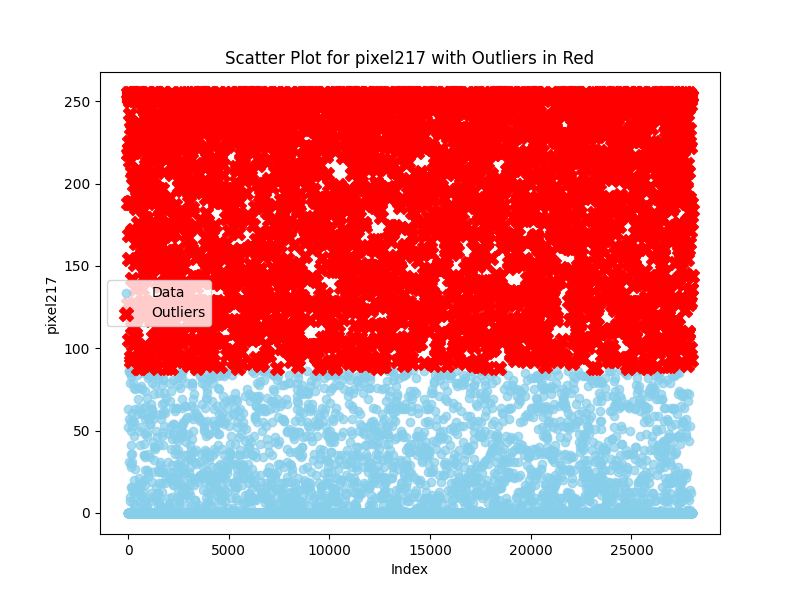 Scatter Plot for pixel217 with Outliers in Red
250
200
150
100
50
0
pixel217
Data
Outliers
0 5000 10000 15000 20000 25000
Index